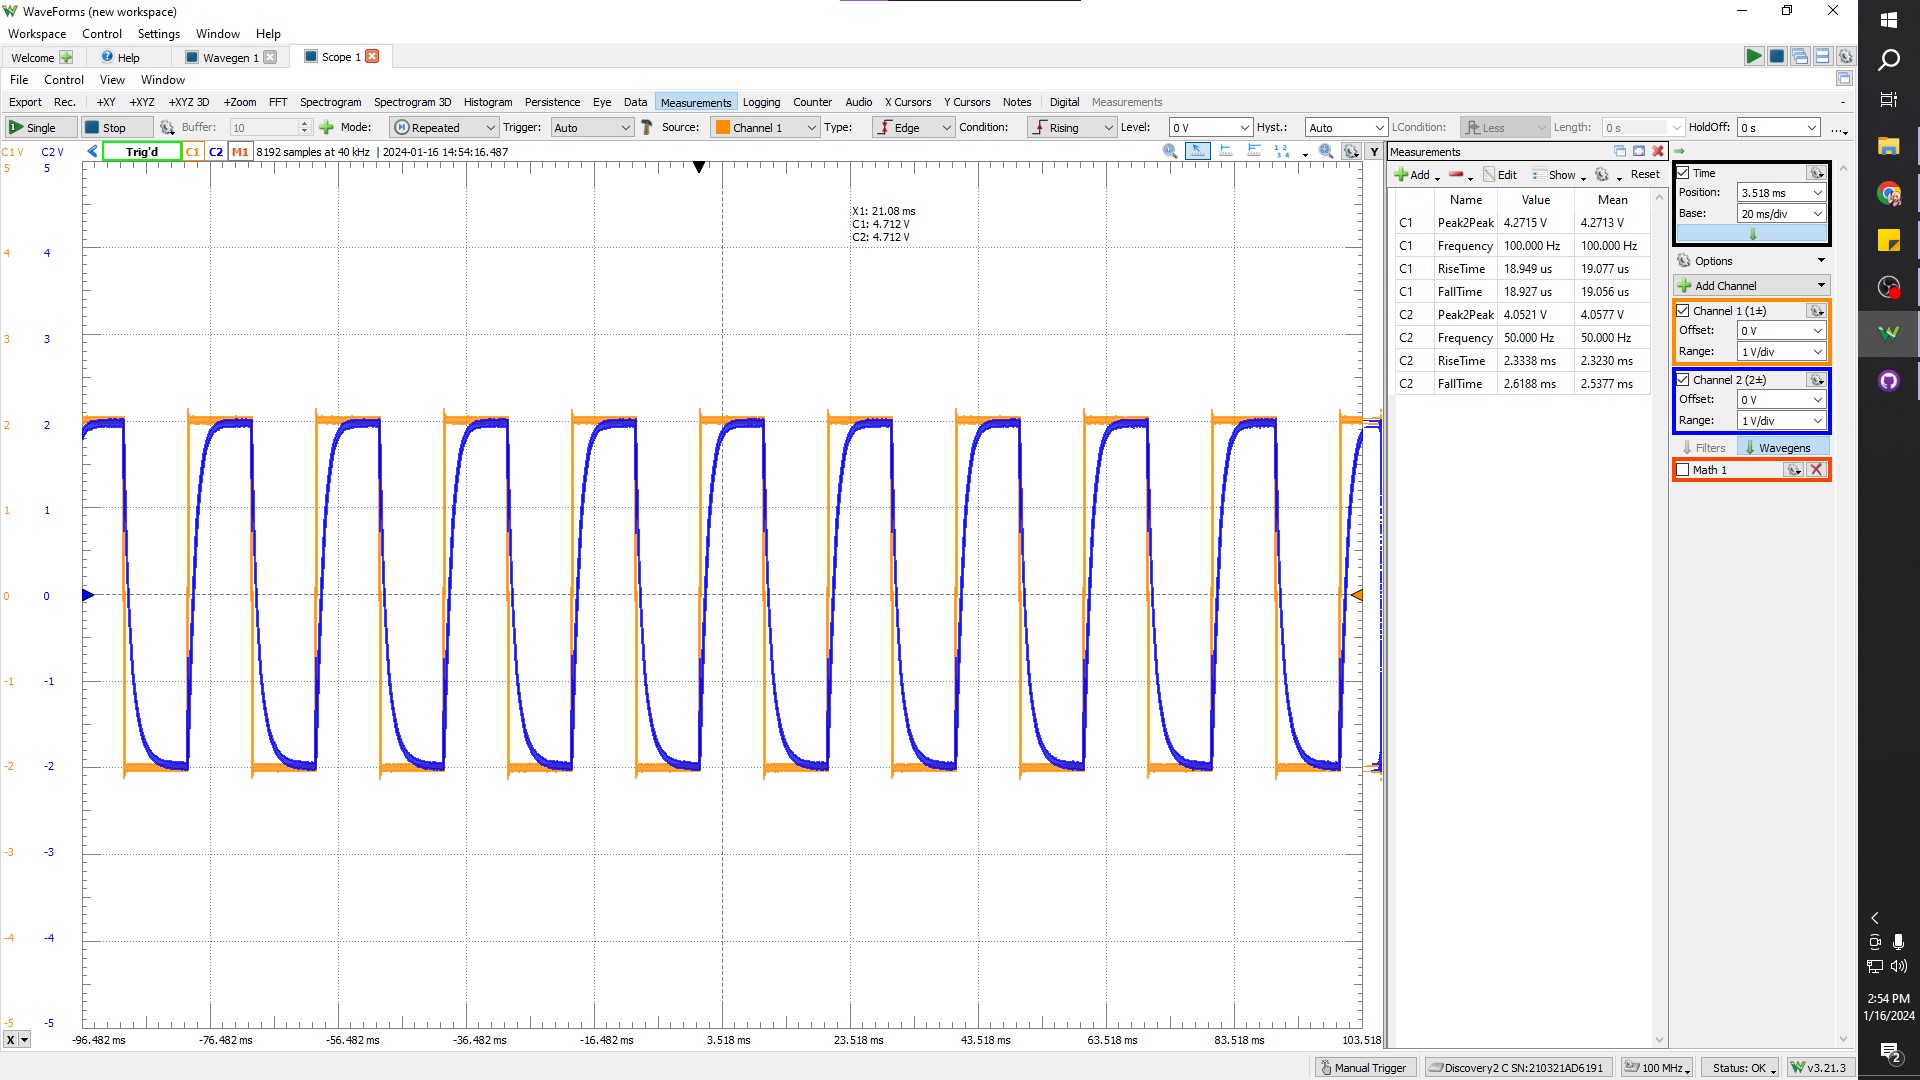 WaveForms (new workspace)
Workspace Control Settings Window Help
Welcome Help Wavegen 1 Scope 1
File Control View Window
Export Rec. +XY +XYZ +XYZ 3D +Zoom FFT Spectrogram Spectrogram 3D Histogram Persistence Eye Data Measurements Logging Counter Audio X Cursors Y Cursors Notes Digital Measurements
Single Stop Buffer: 10 Mode: Repeated Trigger: Auto Source: Channel 1 Type: Edge Condition: Rising Level: 0 V Hyst.: Auto LCondition: Less Length: 0 s HoldOff: 0 s
C1 V C2 V Trig'd C1 C2 M1 8192 samples at 40 kHz | 2024-01-16 14:54:16.487 Y
5 5
4 4
3 3
2 2
1 1
0 0
-1 -1
-2 -2
-3 -3
-4 -4
-5 -5
X1: 21.08 ms
C1: 4.712 V
C2: 4.712 V
X -96.482 ms -76.482 ms -56.482 ms -36.482 ms -16.482 ms 3.518 ms 23.518 ms 43.518 ms 63.518 ms 83.518 ms 103.518
Measurements
Add Edit Show Reset
Name Value Mean
C1 Peak2Peak 4.2715 V 4.2713 V
C1 Frequency 100.000 Hz 100.000 Hz
C1 RiseTime 18.949 us 19.077 us
C1 FallTime 18.927 us 19.056 us
C2 Peak2Peak 4.0521 V 4.0577 V
C2 Frequency 50.000 Hz 50.000 Hz
C2 RiseTime 2.3338 ms 2.3230 ms
C2 FallTime 2.6188 ms 2.5377 ms
Time
Position: 3.518 ms
Base: 20 ms/div
Options
Add Channel
Channel 1 (1±)
Offset: 0 V
Range: 1 V/div
Channel 2 (2±)
Offset: 0 V
Range: 1 V/div
Filters Wavegens
Math 1
Manual Trigger Discovery2 C SN:210321AD6191 100 MHz Status: OK v3.21.3
2:54 PM
1/16/2024
2